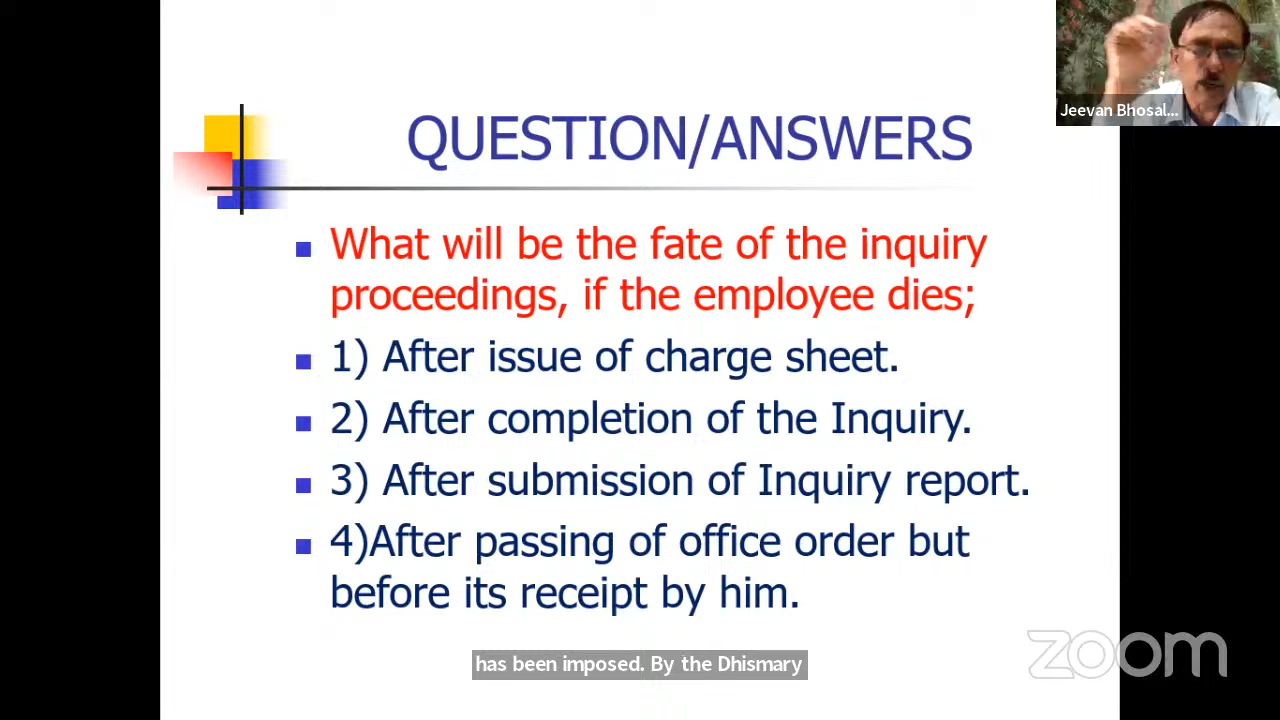 Jeevan Bhosal...
QUESTION/ANSWERS
What will be the fate of the inquiry
proceedings, if the employee dies;
1) After issue of charge sheet.
2) After completion of the Inquiry.
3) After submission of Inquiry report.
4)After passing of office order but
before its receipt by him.
has been imposed. By the Dhismary
zoom